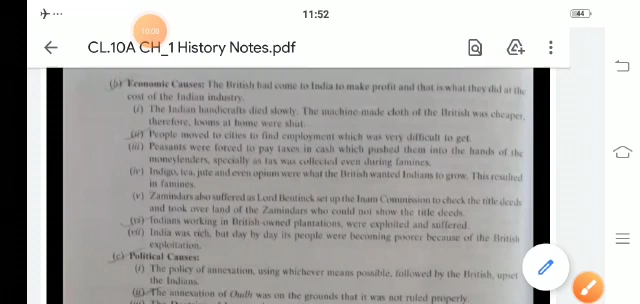 11:52
44
10:00
CL.10A CH_1 History Notes.pdf
(b) Economic Causes: The British had come to India to make profit and that is what they did at the
cost of the Indian industry.
(i) The Indian handicrafts died slowly. The machine-made cloth of the British was cheaper,
therefore, looms at home were shut.
(ii) People moved to cities to find employment which was very difficult to get.
(iii) Peasants were forced to pay taxes in cash which pushed them into the hands of the
moneylenders, specially as tax was collected even during famines.
(iv) Indigo, tea, jute and even opium were what the British wanted Indians to grow. This resulted
in famines.
(v) Zamindars also suffered as Lord Bentinck set up the Inam Commission to check the title deeds
and took over land of the Zamindars who could not show the title deeds.
(vi) Indians working in British-owned plantations, were exploited and suffered.
(vii) India was rich, but day by day its people were becoming poorer because of the British
exploitation.
(c) Political Causes:
(i) The policy of annexation, using whichever means possible, followed by the British, upset
the Indians.
(ii) The annexation of Oudh was on the grounds that it was not ruled properly.